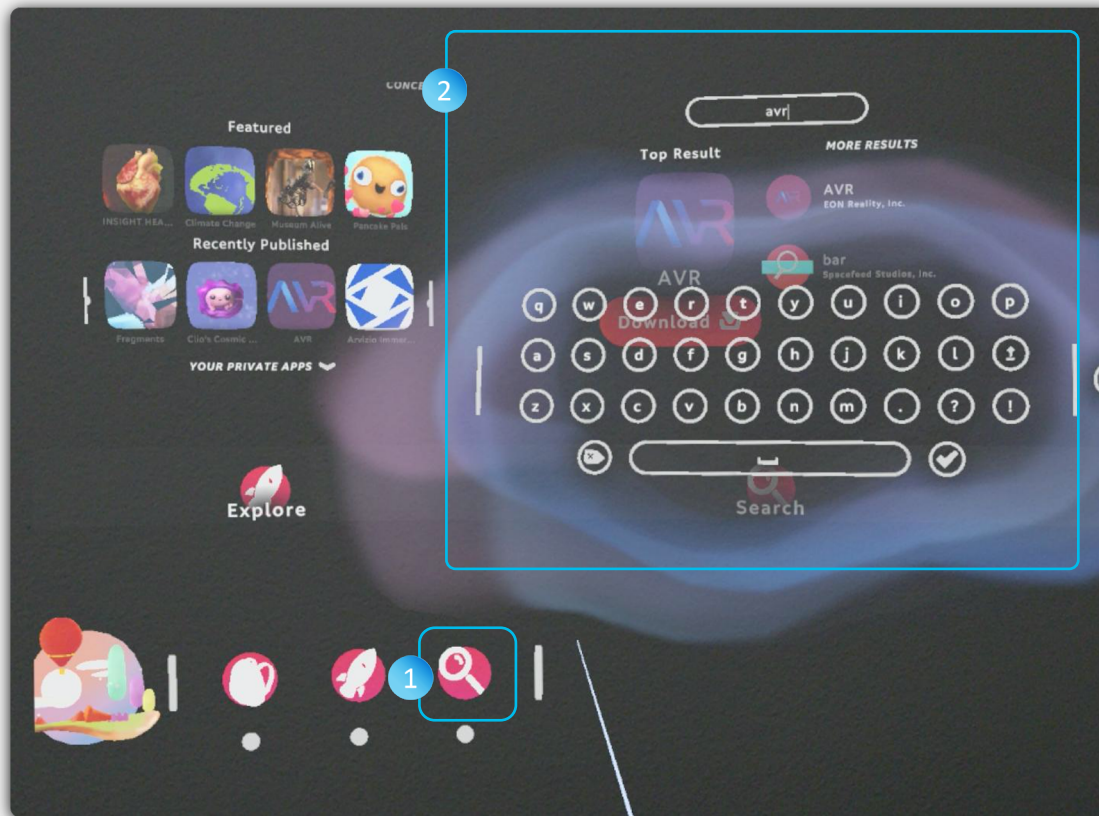 CONCE
Featured
INSIGHT HEA...
Climate Change
Museum Alive
Pancake Pals
Recently Published
Fragments
Clio's Cosmic ...
AVR
Arvizio Immer...
YOUR PRIVATE APPS
Explore
2
avr
Top Result
MORE RESULTS
AVR
AVR
EON Reality, Inc.
AVR
bar
Spacefeed Studios, Inc.
Download
q w e r t y u i o p
a s d f g h j k l
z x c v b n m . ? !
Search
1